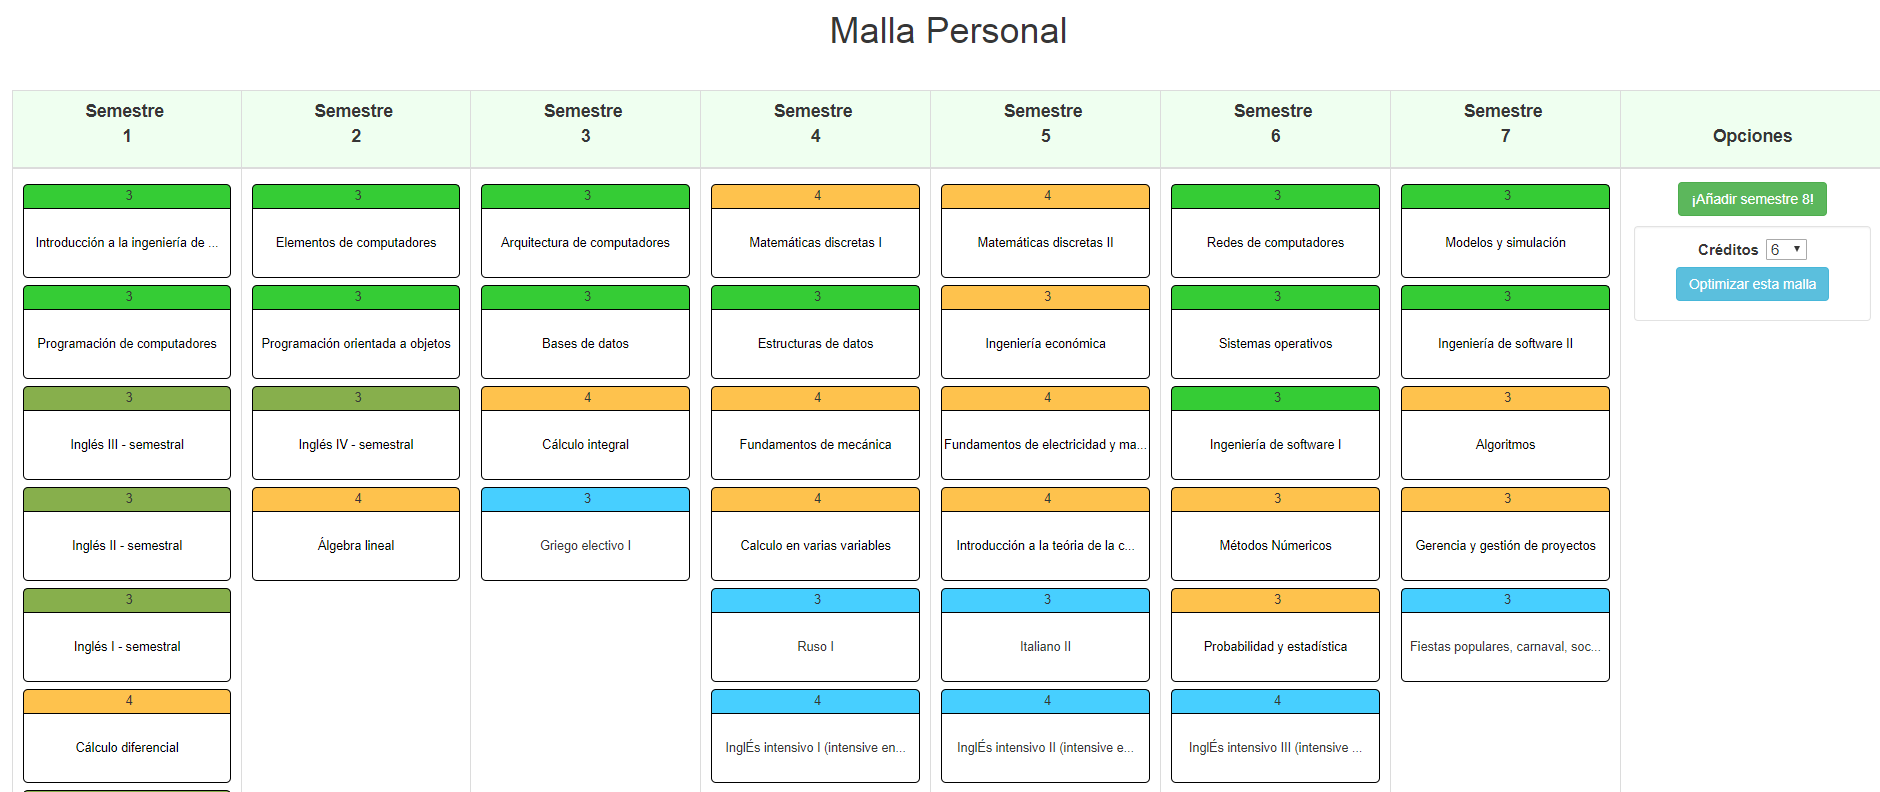 Malla Personal
Semestre
1
Semestre
2
Semestre
3
Semestre
4
Semestre
5
Semestre
6
Semestre
7
Opciones
3
Introducción a la ingeniería de ...
3
Programación de computadores
3
Inglés III - semestral
3
Inglés II - semestral
3
Inglés I - semestral
4
Cálculo diferencial
3
Elementos de computadores
3
Programación orientada a objetos
3
Inglés IV - semestral
4
Álgebra lineal
3
Arquitectura de computadores
3
Bases de datos
4
Cálculo integral
3
Griego electivo I
4
Matemáticas discretas I
3
Estructuras de datos
4
Fundamentos de mecánica
4
Calculo en varias variables
3
Ruso I
4
InglÉs intensivo I (intensive en...
4
Matemáticas discretas II
3
Ingeniería económica
4
Fundamentos de electricidad y ma...
4
Introducción a la teória de la c...
3
Italiano II
4
InglÉs intensivo II (intensive e...
3
Redes de computadores
3
Sistemas operativos
3
Ingeniería de software I
3
Métodos Númericos
3
Probabilidad y estadística
4
InglÉs intensivo III (intensive ...
3
Modelos y simulación
3
Ingeniería de software II
3
Algoritmos
3
Gerencia y gestión de proyectos
3
Fiestas populares, carnaval, soc...
¡Añadir semestre 8!
Créditos 6
Optimizar esta malla